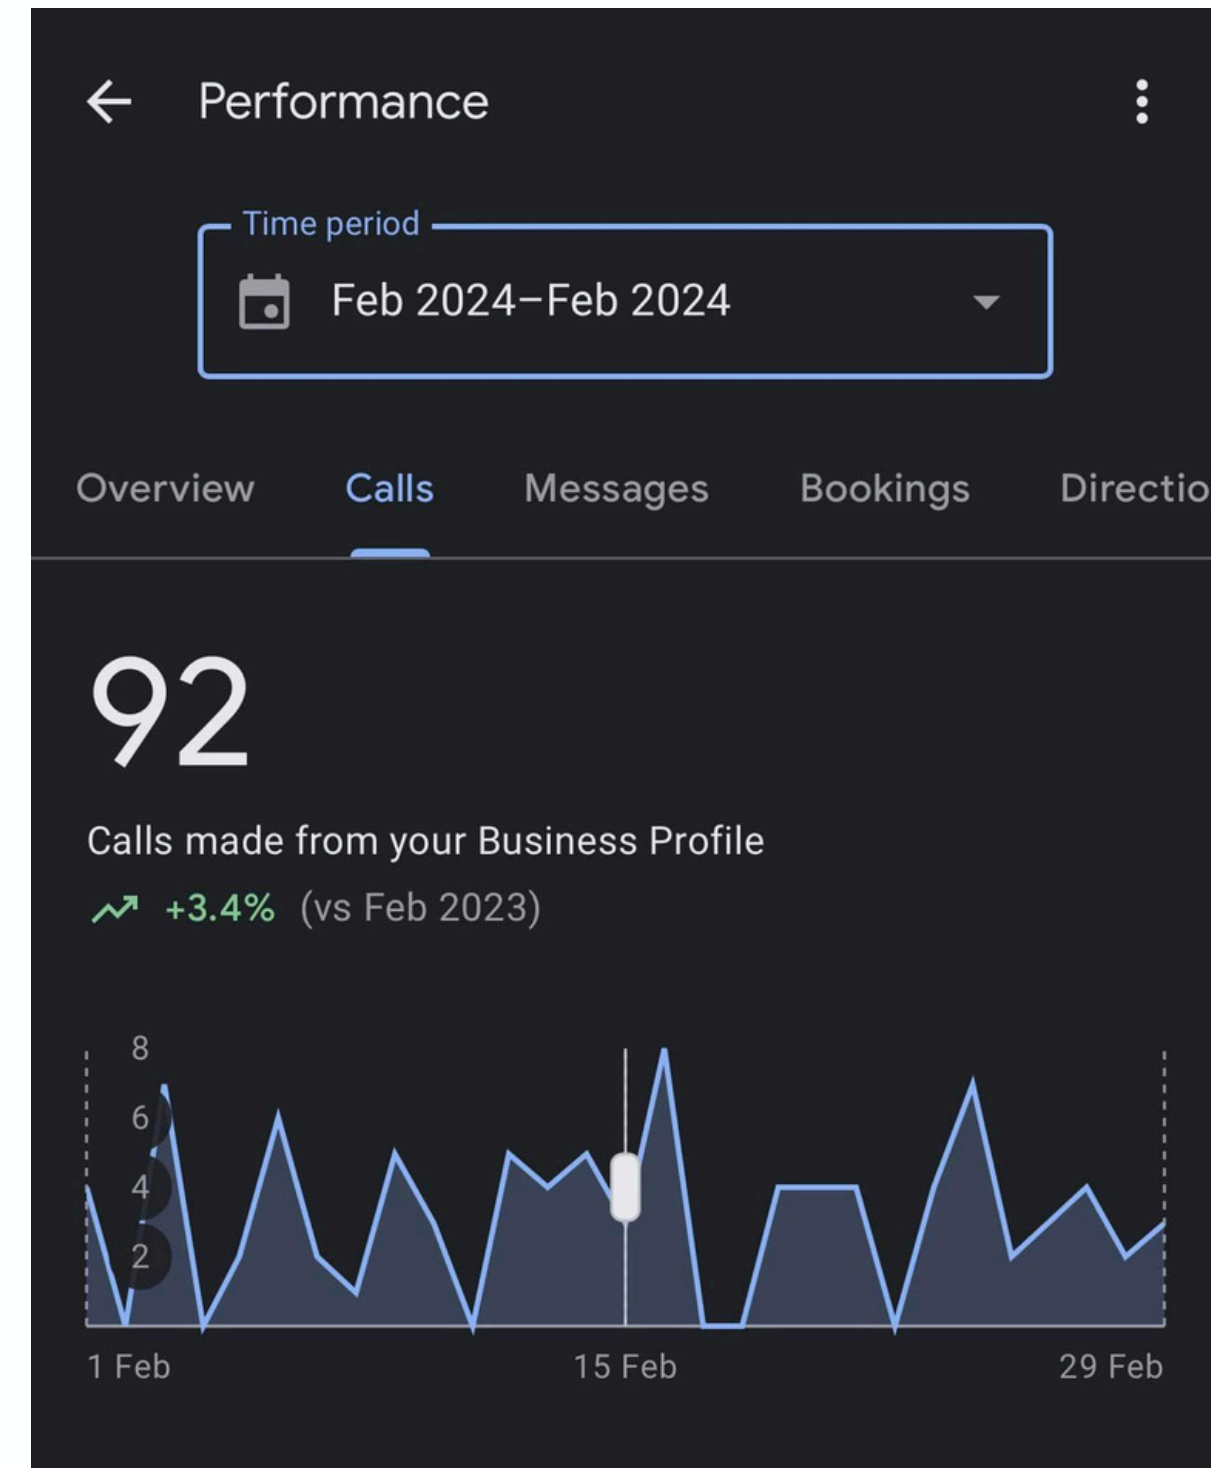 Performance
Time period
Feb 2024–Feb 2024
Overview Calls Messages Bookings Directio
92
Calls made from your Business Profile
+3.4% (vs Feb 2023)
8
6
4
2
1 Feb 15 Feb 29 Feb